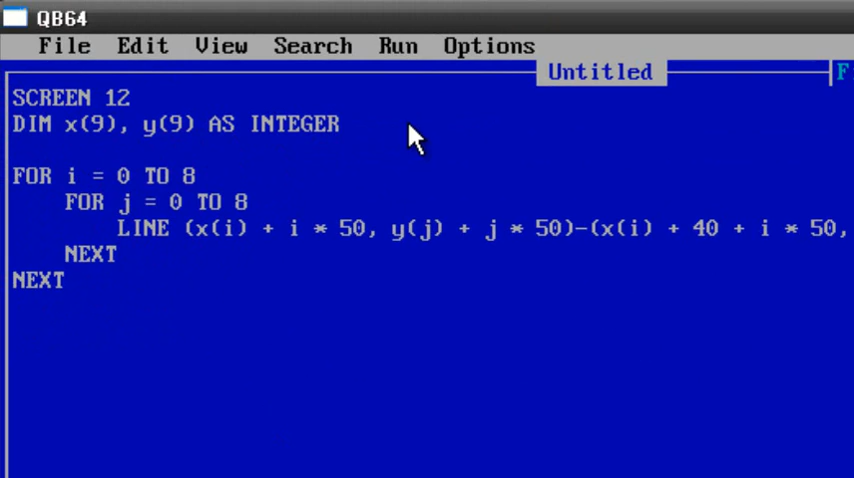 QB64
File Edit View Search Run Options
Untitled
F
SCREEN 12
DIM x(9), y(9) AS INTEGER
FOR i = 0 TO 8
FOR j = 0 TO 8
LINE (x(i) + i * 50, y(j) + j * 50)-(x(i) + 40 + i * 50,
NEXT
NEXT